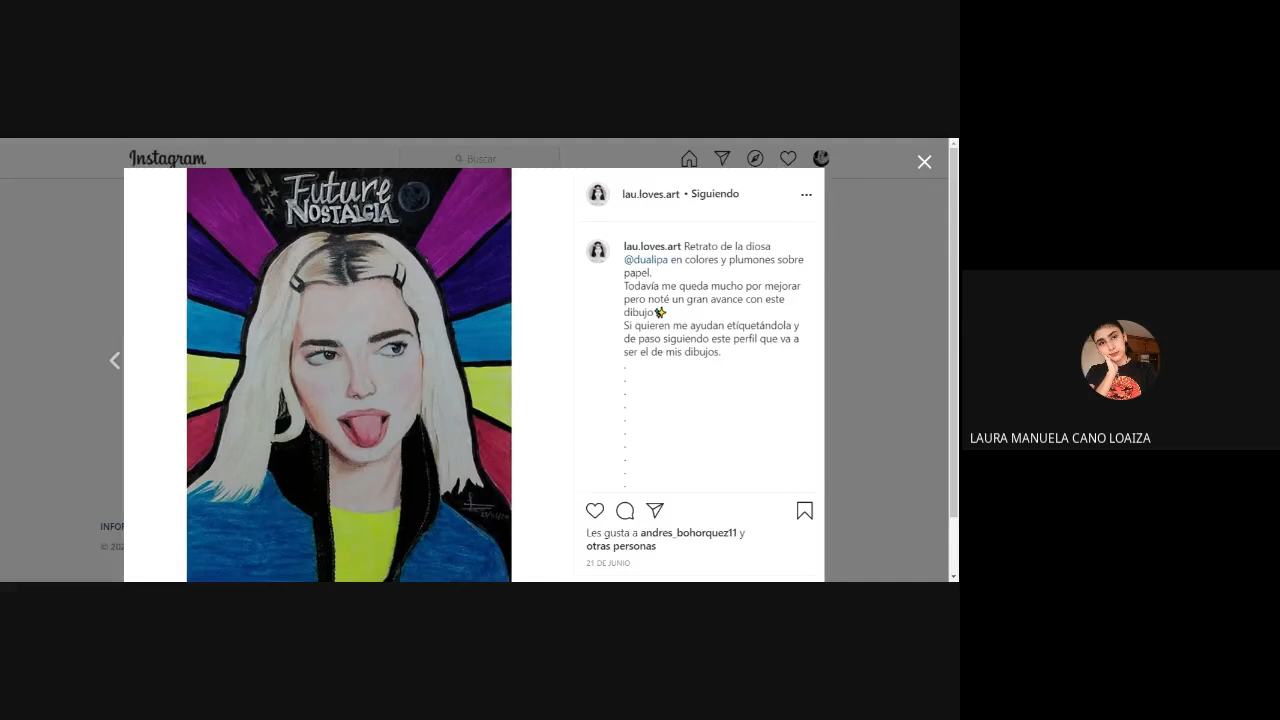 Instagram
Buscar
Future
NOSTALGIA
lau.loves.art • Siguiendo
lau.loves.art Retrato de la diosa
@dualipa en colores y plumones sobre
papel.
Todavía me queda mucho por mejorar
pero noté un gran avance con este
dibujo
Si quieren me ayudan etíquetándola y
de paso siguiendo este perfil que va a
ser el de mis dibujos.
.
.
.
.
.
.
.
.
.
.
Les gusta a andres_bohorquez11 y
otras personas
21 DE JUNIO
INFOR
© 202
LAURA MANUELA CANO LOAIZA